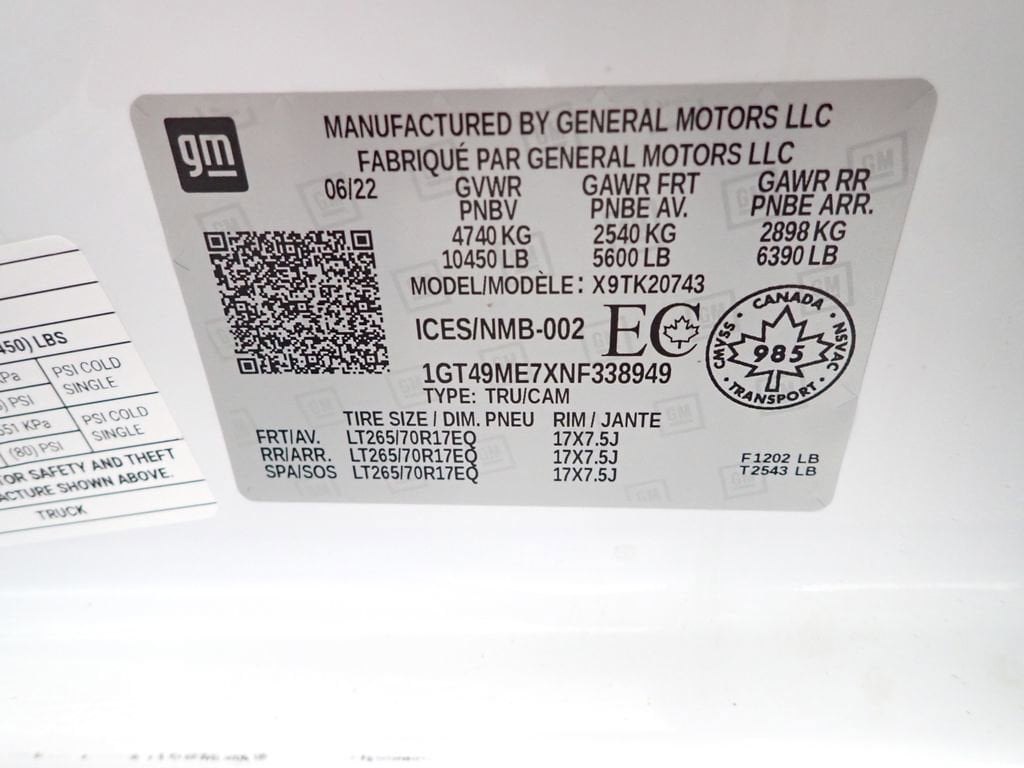 gm
MANUFACTURED BY GENERAL MOTORS LLC
FABRIQUÉ PAR GENERAL MOTORS LLC
06/22 GVWR GAWR FRT GAWR RR
PNBV PNBE AV. PNBE ARR.
4740 KG 2540 KG 2898 KG
10450 LB 5600 LB 6390 LB
MODEL/MODÈLE: X9TK20743
ICES/NMB-002 EC
CANADA
CMVSS 985 NSVAC
TRANSPORT
1GT49ME7XNF338949
TYPE: TRU/CAM
TIRE SIZE / DIM. PNEU RIM / JANTE
FRT/AV. LT265/70R17EQ 17X7.5J
RR/ARR. LT265/70R17EQ 17X7.5J
SPA/SOS LT265/70R17EQ 17X7.5J
F1202 LB
T2543 LB
450) LBS
PSI COLD
SINGLE
) PSI
551 KPa PSI COLD
(80) PSI SINGLE
TOR SAFETY AND THEFT
ACTURE SHOWN ABOVE.
TRUCK